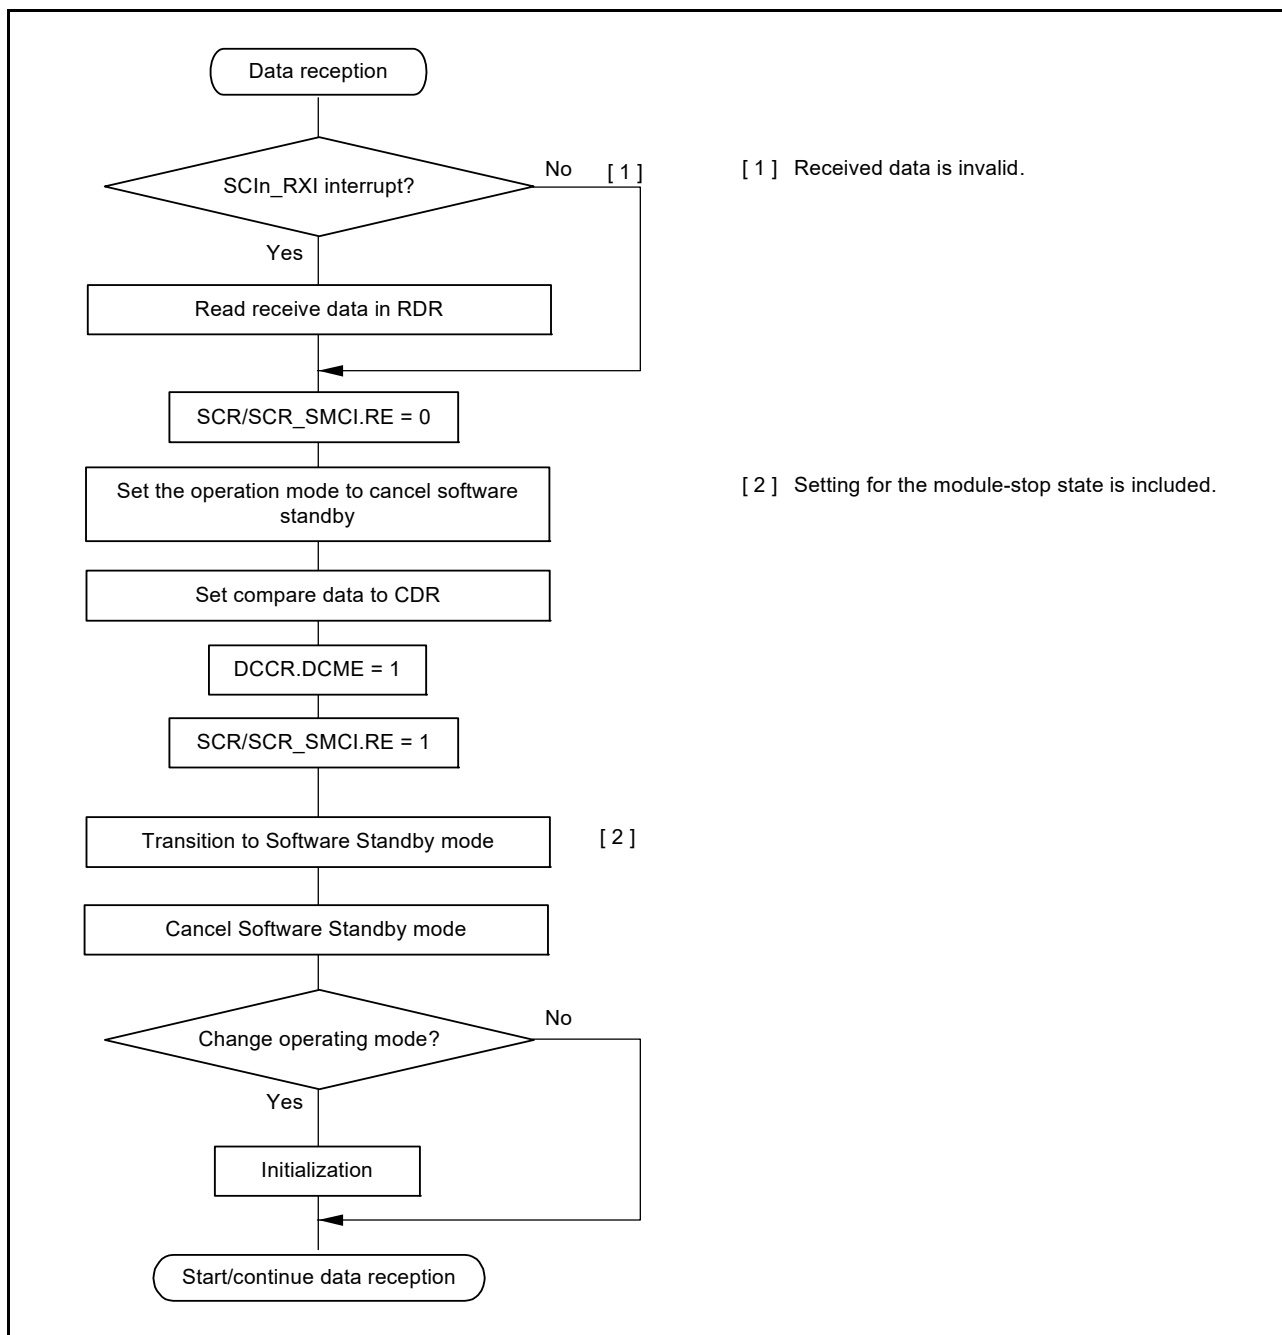 Data reception
No [ 1 ]
[ 1 ] Received data is invalid.
SCIn_RXI interrupt?
Yes
Read receive data in RDR
SCR/SCR_SMCI.RE = 0
Set the operation mode to cancel software
standby
[ 2 ] Setting for the module-stop state is included.
Set compare data to CDR
DCCR.DCME = 1
SCR/SCR_SMCI.RE = 1
Transition to Software Standby mode [ 2 ]
Cancel Software Standby mode
No
Change operating mode?
Yes
Initialization
Start/continue data reception